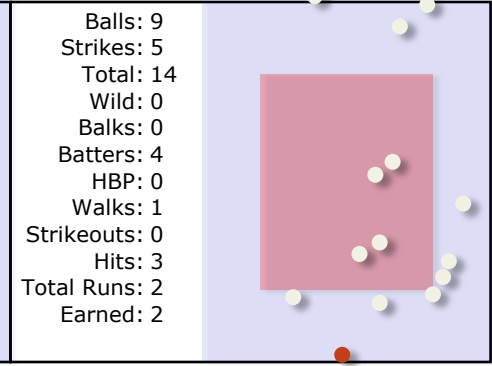 Balls: 9
Strikes: 5
Total: 14
Wild: 0
Balks: 0
Batters: 4
HBP: 0
Walks: 1
Strikeouts: 0
Hits: 3
Total Runs: 2
Earned: 2